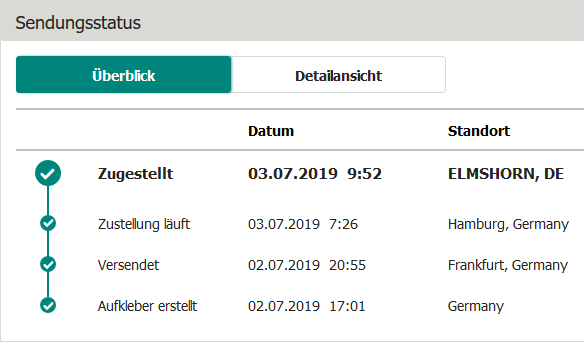 Sendungsstatus
Überblick Detailansicht
Datum Standort
Zugestellt 03.07.2019 9:52 ELMSHORN, DE
Zustellung läuft 03.07.2019 7:26 Hamburg, Germany
Versendet 02.07.2019 20:55 Frankfurt, Germany
Aufkleber erstellt 02.07.2019 17:01 Germany